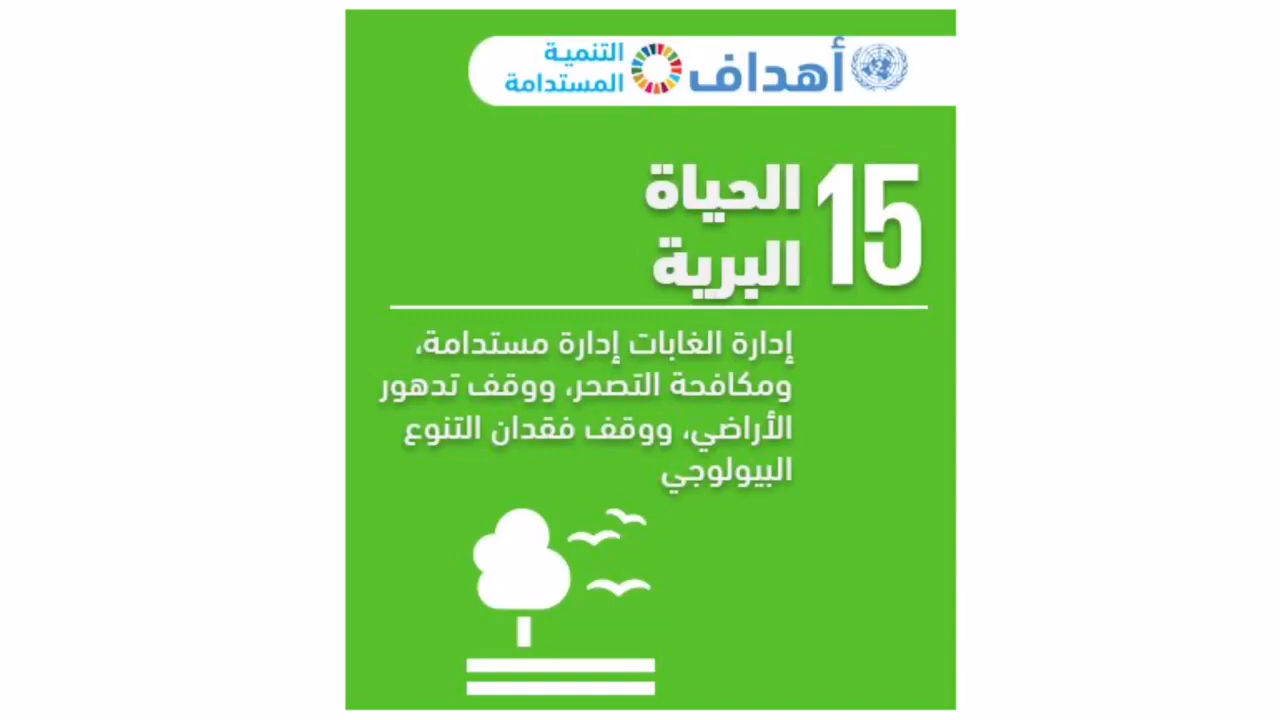 أهداف التنمية
المستدامة
15 الحياة
البرية
إدارة الغابات إدارة مستدامة،
ومكافحة التصحر، ووقف تدهور
الأراضي، ووقف فقدان التنوع
البيولوجي